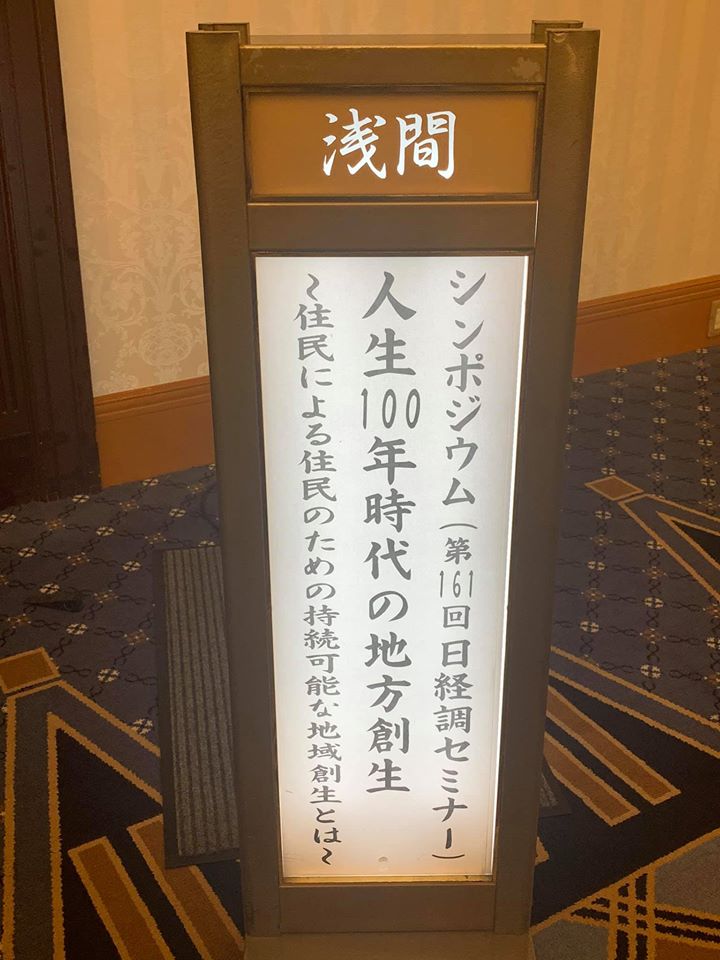 浅間
シンポジウム(第161回日経調セミナー)
人生100年時代の地方創生
~住民による住民のための持続可能な地域創生とは~